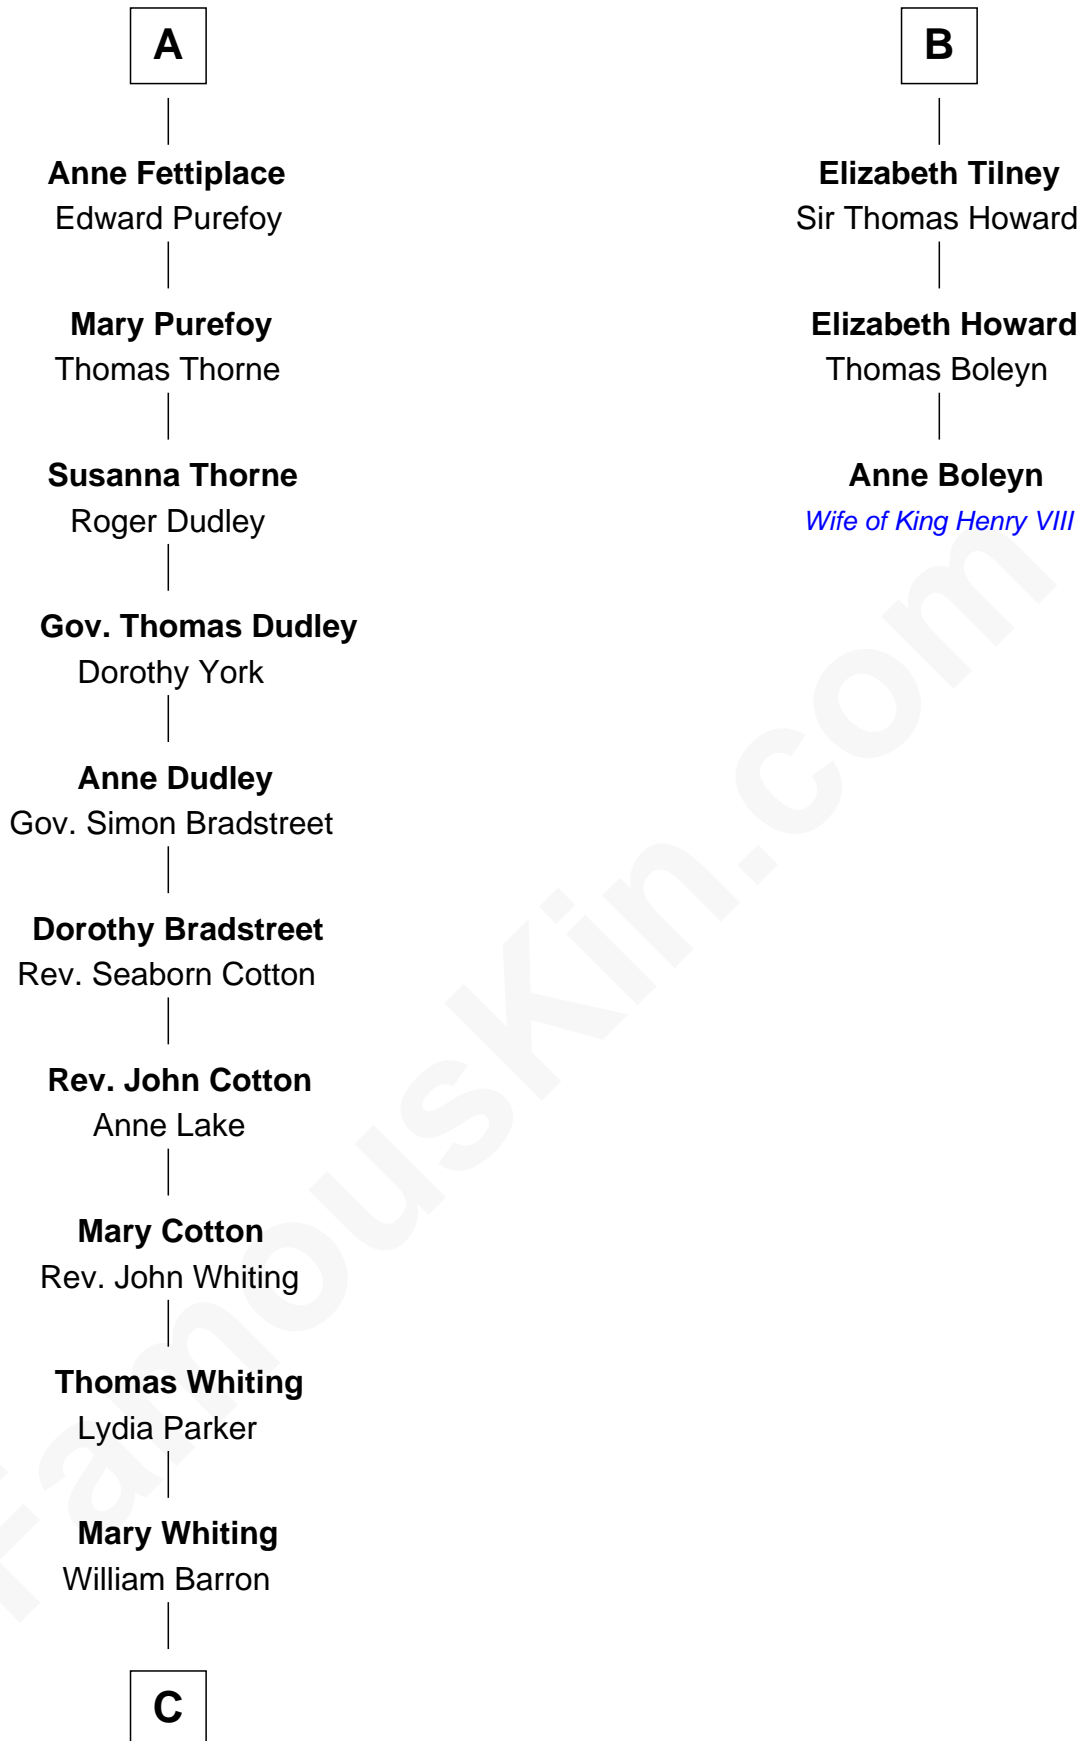 A
Anne Fettiplace
Edward Purefoy
Mary Purefoy
Thomas Thorne
Susanna Thorne
Roger Dudley
Gov. Thomas Dudley
Dorothy York
Anne Dudley
Gov. Simon Bradstreet
Dorothy Bradstreet
Rev. Seaborn Cotton
Rev. John Cotton
Anne Lake
Mary Cotton
Rev. John Whiting
Thomas Whiting
Lydia Parker
Mary Whiting
William Barron
C
B
Elizabeth Tilney
Sir Thomas Howard
Elizabeth Howard
Thomas Boleyn
Anne Boleyn
Wife of King Henry VIII
FamousKin.com